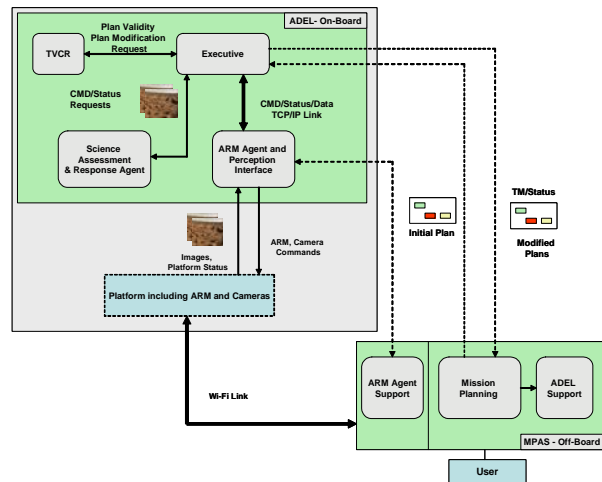 ADEL- On-Board
Plan Validity
Plan Modification
Request
TVCR
Executive
CMD/Status
Requests
CMD/Status/Data
TCP/IP Link
Science
Assessment
& Response Agent
ARM Agent and
Perception
Interface
TM/Status
Initial Plan
Modified
Plans
Images,
Platform Status
ARM, Camera
Commands
Platform including ARM and Cameras
Wi-Fi Link
ARM Agent
Support
Mission
Planning
ADEL
Support
MPAS - Off-Board
User